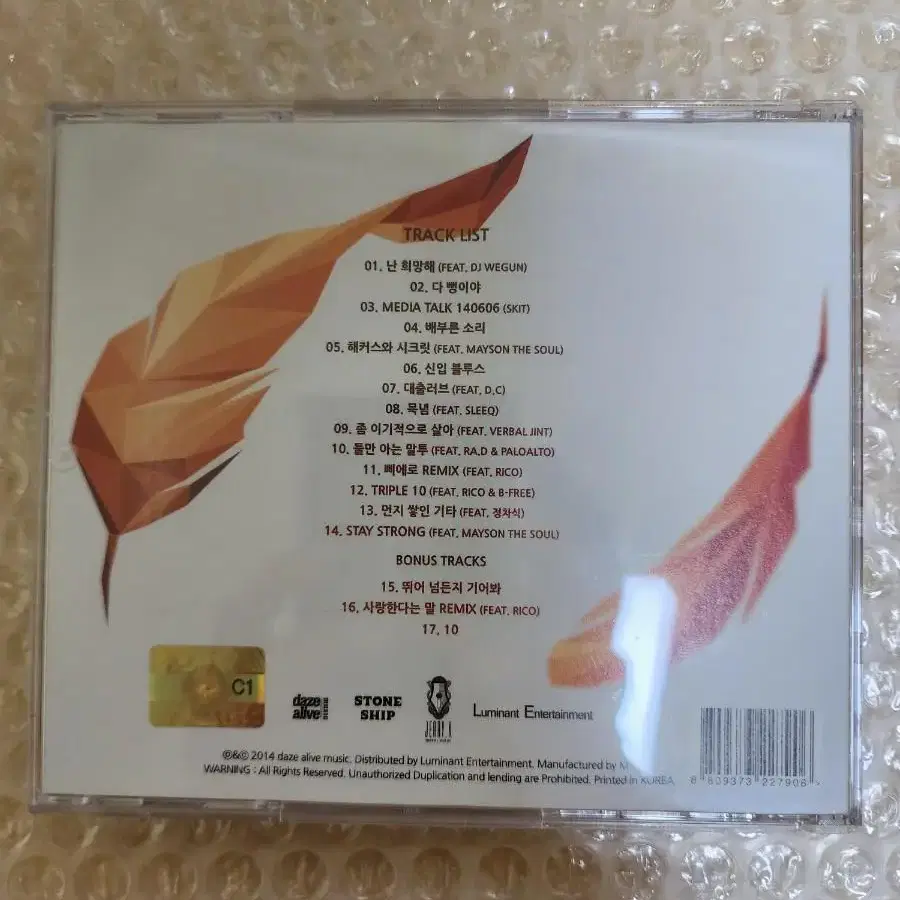 TRACK LIST
01. 난 희망해 (FEAT. DJ WEGUN)
02. 다 뻥이야
03. MEDIA TALK 140606 (SKIT)
04. 배부른 소리
05. 해커스와 시크릿 (FEAT. MAYSON THE SOUL)
06. 신입 블루스
07. 대출러브 (FEAT. D.C)
08. 묵념 (FEAT. SLEEQ)
09. 좀 이기적으로 살아 (FEAT. VERBAL JINT)
10. 둘만 아는 말투 (FEAT. RA.D & PALOALTO)
11. 삐에로 REMIX (FEAT. RICO)
12. TRIPLE 10 (FEAT. RICO & B-FREE)
13. 먼지 쌓인 기타 (FEAT. 정차식)
14. STAY STRONG (FEAT. MAYSON THE SOUL)
BONUS TRACKS
15. 뛰어 넘든지 기어봐
16. 사랑한다는 말 REMIX (FEAT. RICO)
17. 10
C1
daze alive
STONE SHIP
JERRY.K
Luminant Entertainment
℗&© 2014 daze alive music. Distributed by Luminant Entertainment. Manufactured by
WARNING : All Rights Reserved. Unauthorized Duplication and lending are Prohibited. Printed in KOREA
8 809373 227906 >